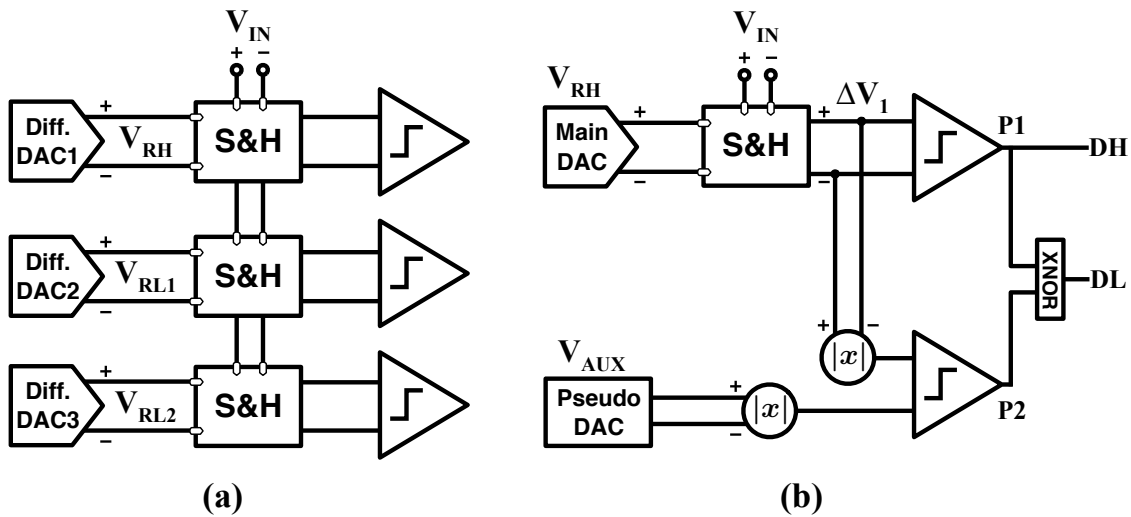 V_IN
+ −
Diff.
DAC1
+
V_RH
−
S&H
Diff.
DAC2
+
V_RL1
−
S&H
Diff.
DAC3
+
V_RL2
−
S&H
(a)
V_IN
+ −
V_RH
Main
DAC
+ +
− −
S&H
ΔV_1
P1
DH
XNOR
DL
+ −
|x|
V_AUX
Pseudo
DAC
+
−
|x|
P2
(b)